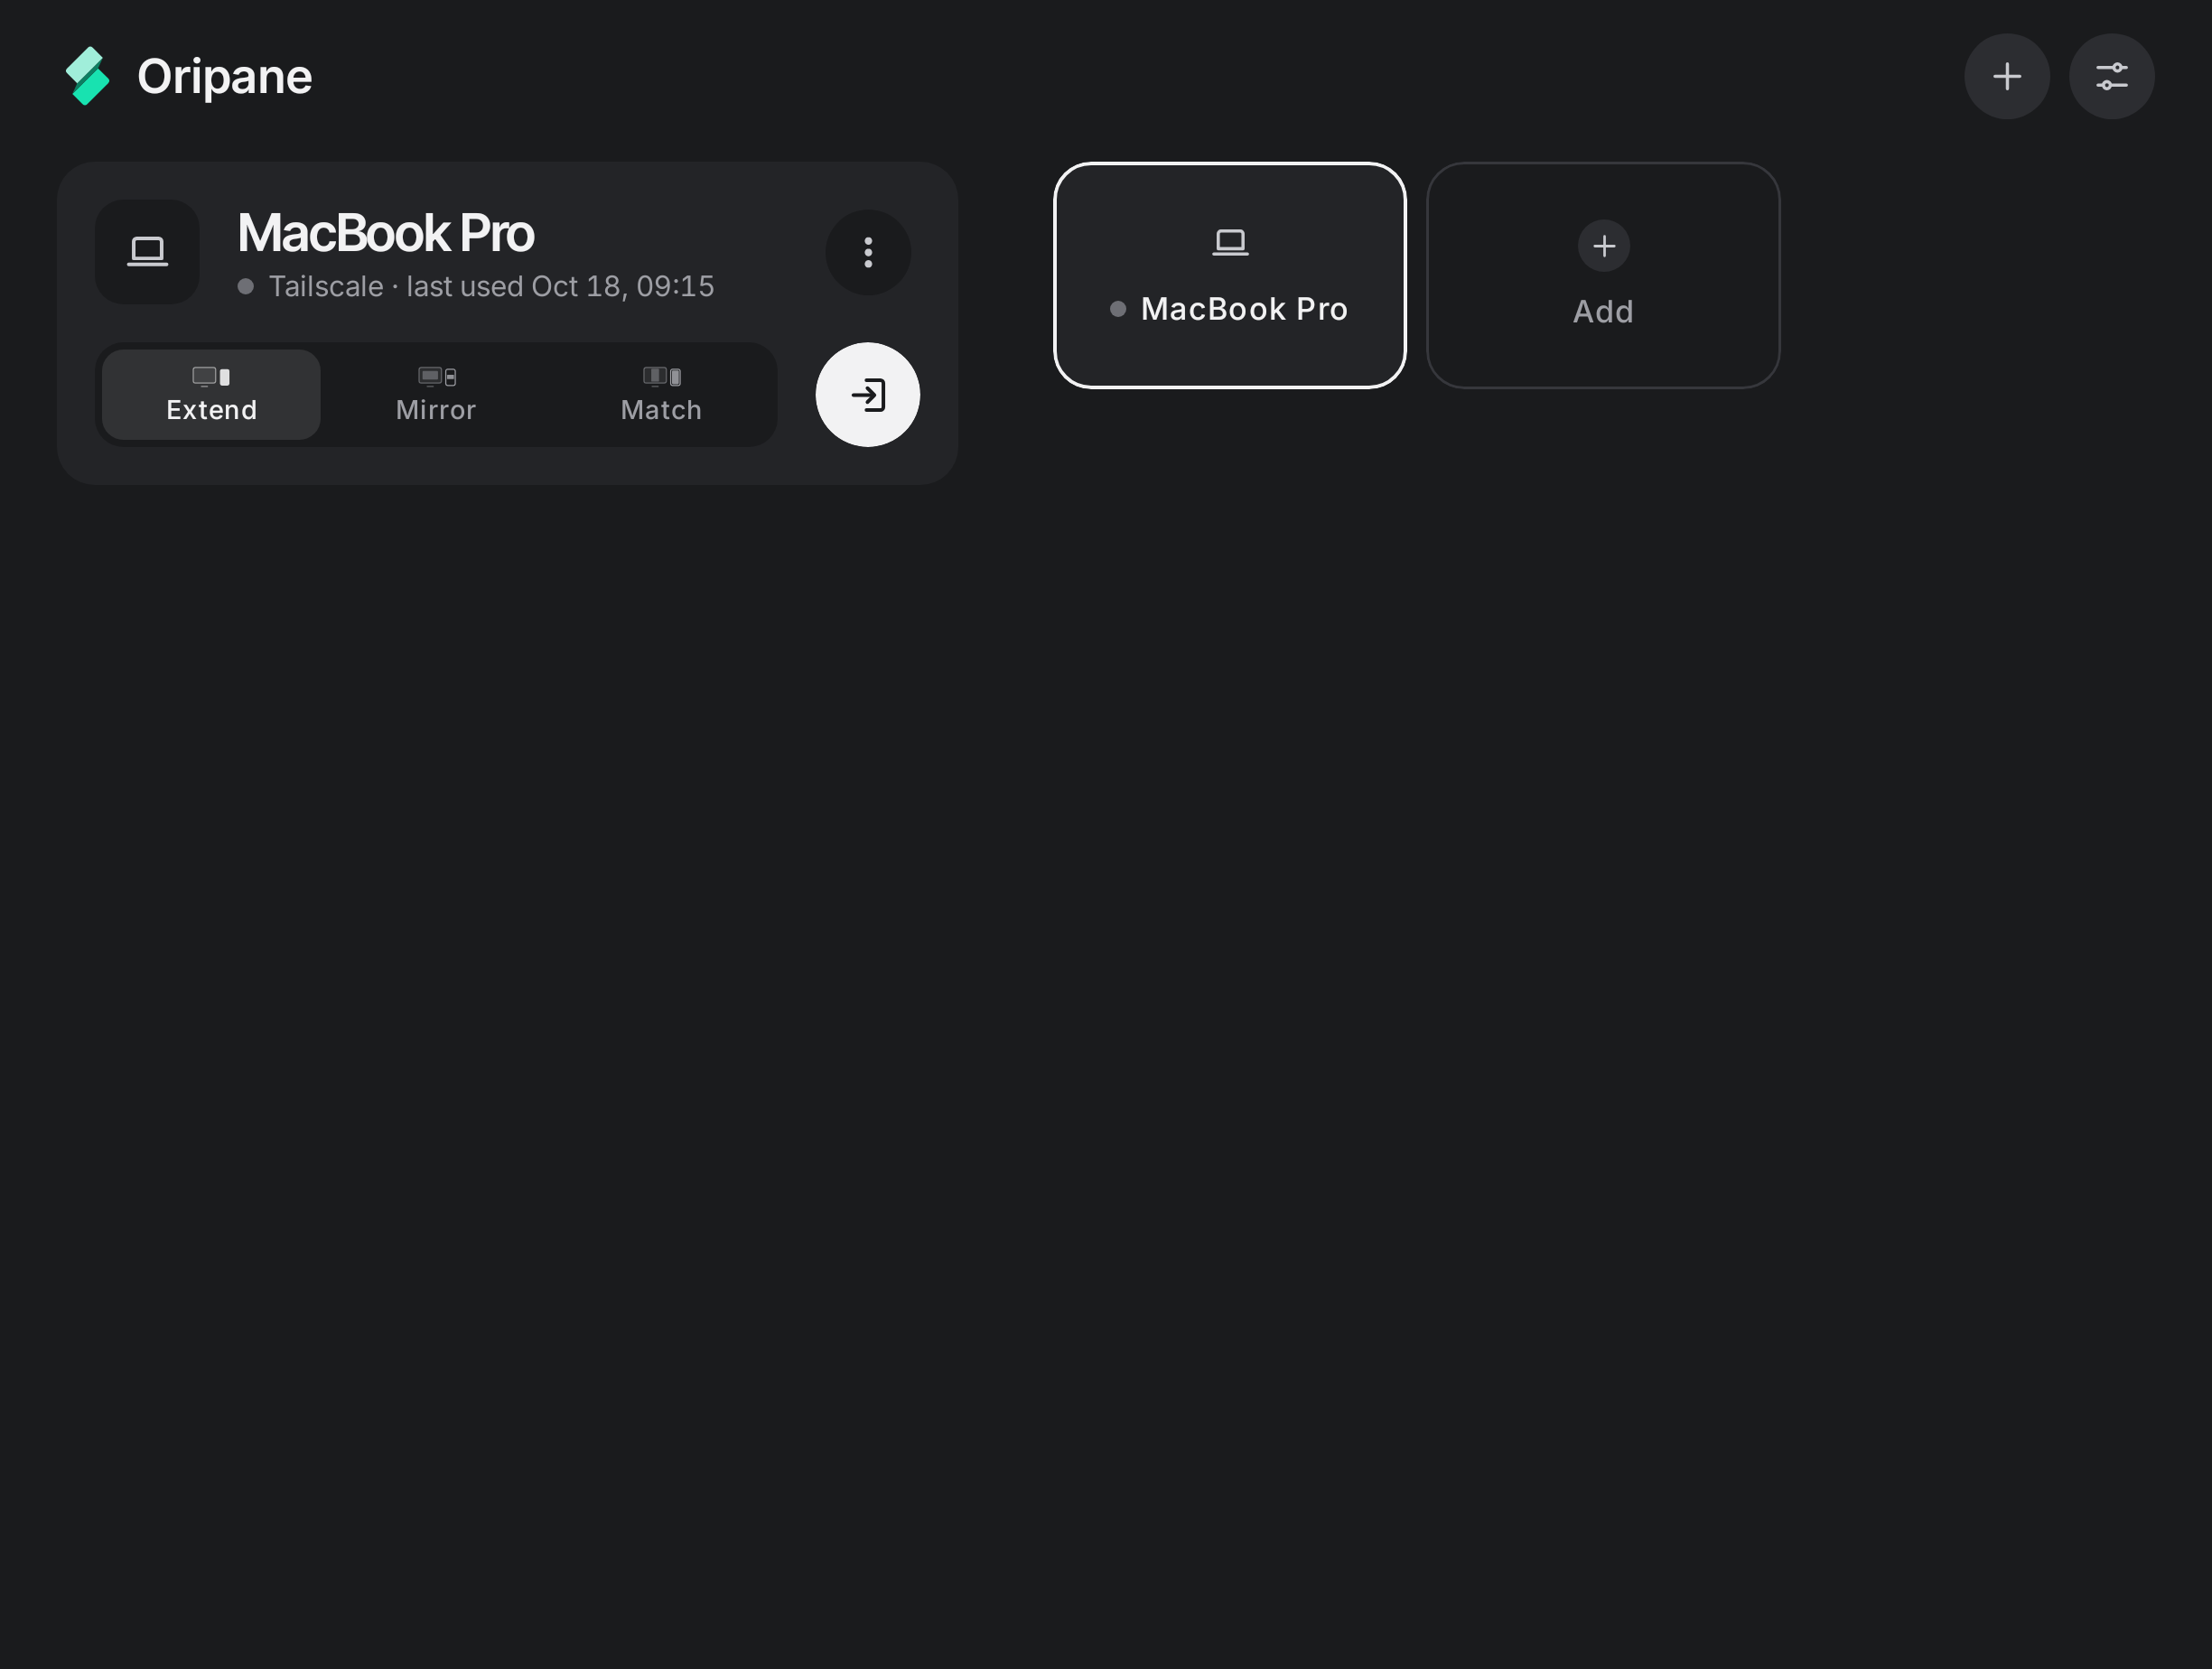 Oripane
MacBook Pro
Tailscale · last used Oct 18, 09:15
Extend
Mirror
Match
MacBook Pro
Add